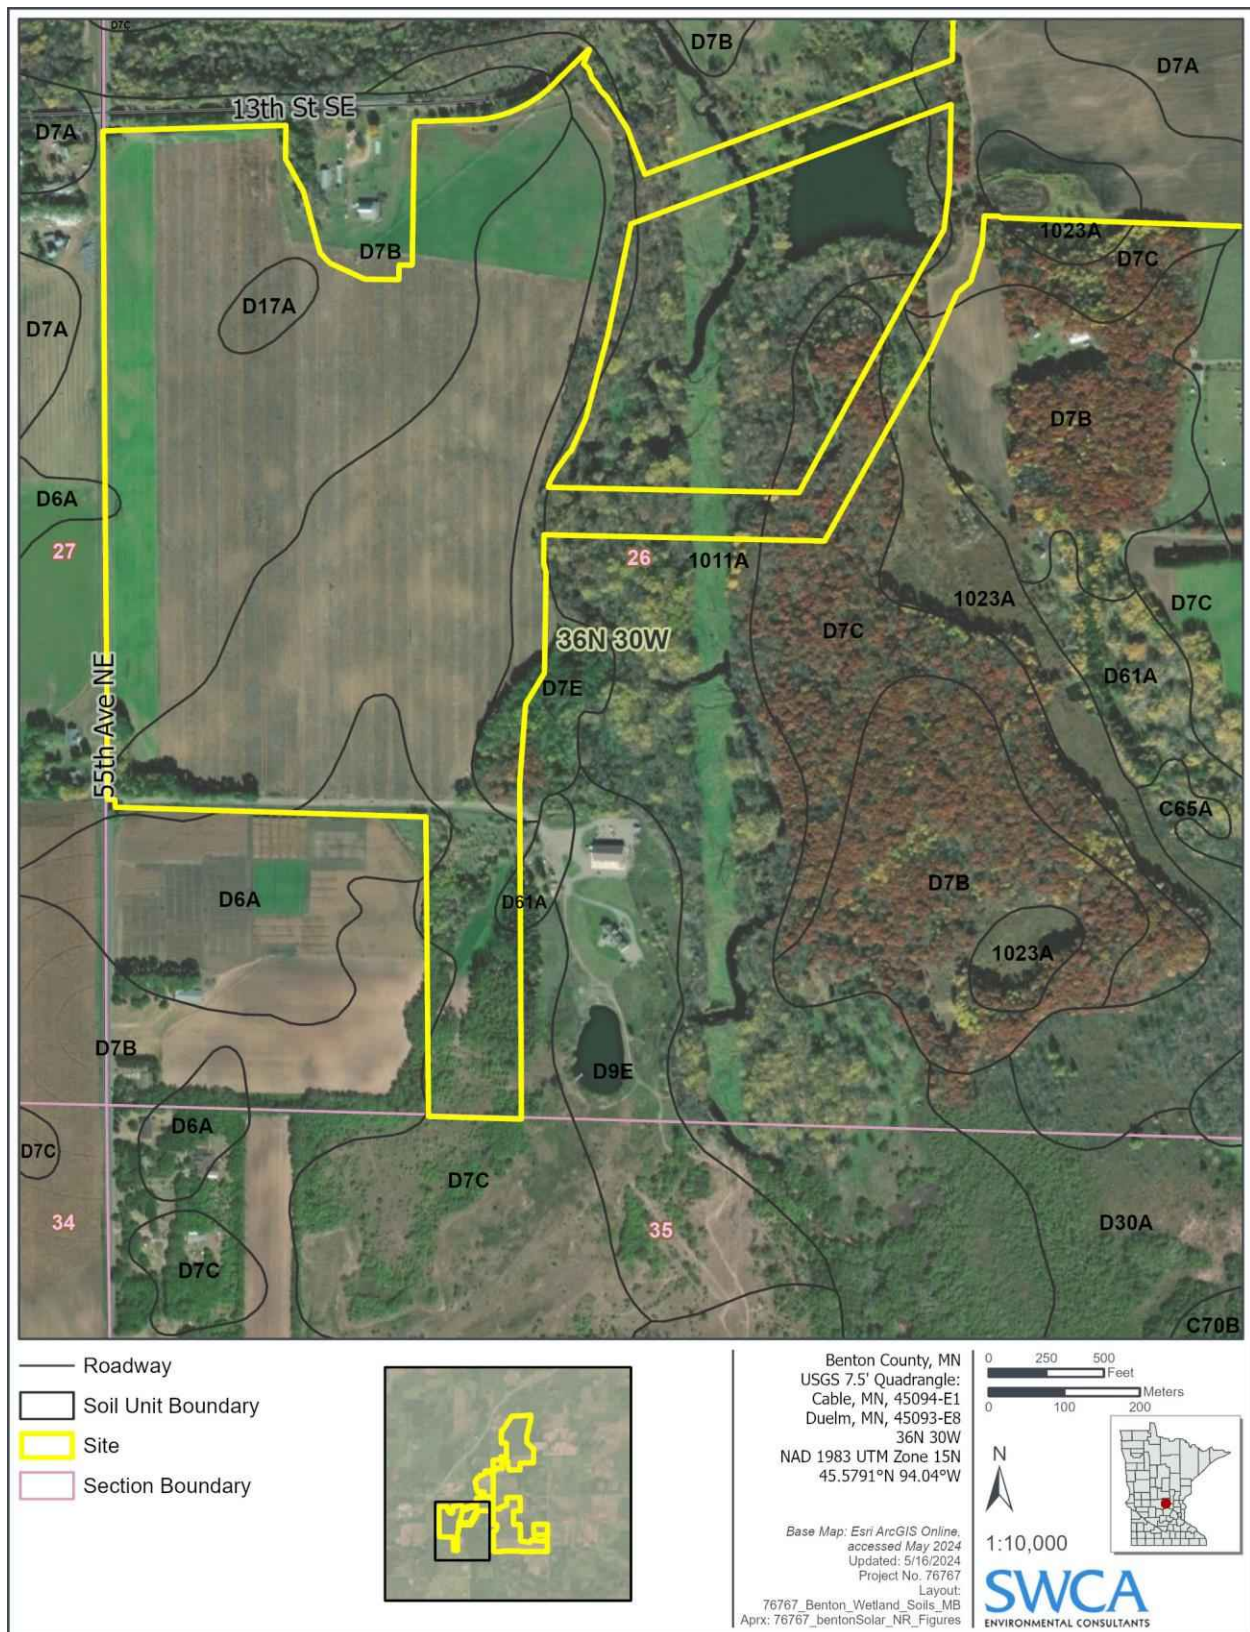 D7C
D7B
D7A
13th St SE
D7A
D7B
1023A
D7C
D17A
D7A
D7B
D6A
27
26
1011A
1023A
D7C
D7C
36N 30W
D61A
D7E
55th Ave NE
C65A
D7B
D6A
D61A
1023A
D7B
D9E
D6A
D7C
D7C
34
35
D30A
D7C
C70B
Roadway
Soil Unit Boundary
Site
Section Boundary
Benton County, MN
USGS 7.5' Quadrangle:
Cable, MN, 45094-E1
Duelm, MN, 45093-E8
36N 30W
NAD 1983 UTM Zone 15N
45.5791°N 94.04°W
Base Map: Esri ArcGIS Online,
accessed May 2024
Updated: 5/16/2024
Project No. 76767
Layout:
76767_Benton_Wetland_Soils_MB
Aprx: 76767_bentonSolar_NR_Figures
0 250 500
Feet
Meters
0 100 200
N
1:10,000
SWCA
ENVIRONMENTAL CONSULTANTS